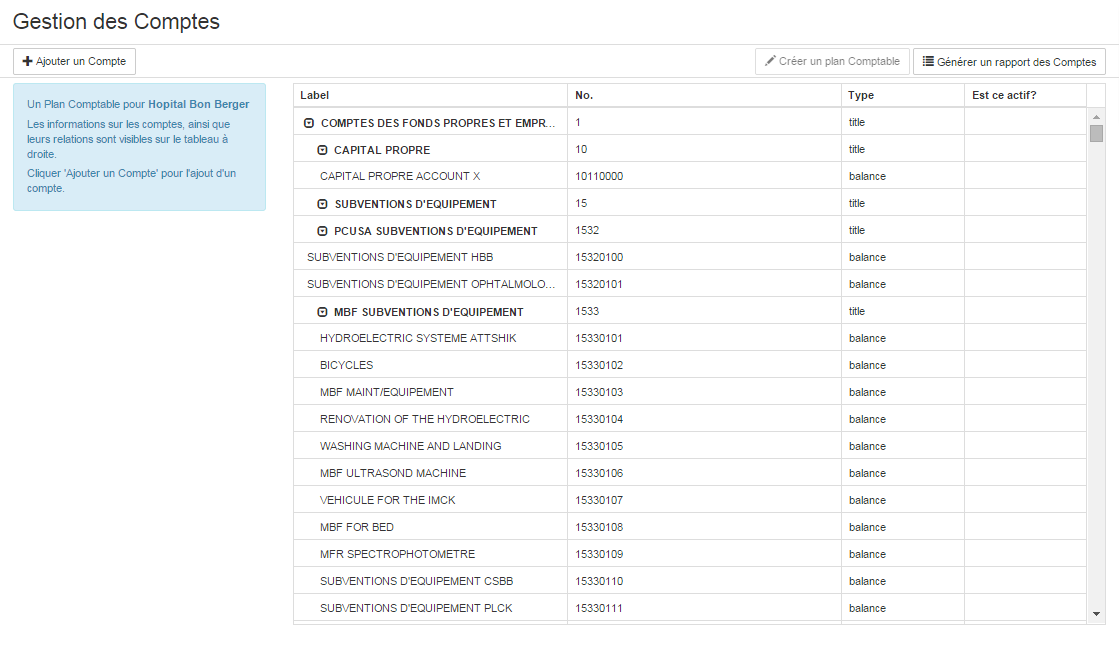 Gestion des Comptes
Ajouter un Compte
Créer un plan Comptable
Générer un rapport des Comptes
Un Plan Comptable pour Hopital Bon Berger
Les informations sur les comptes, ainsi que
leurs relations sont visibles sur le tableau à
droite.
Cliquer 'Ajouter un Compte' pour l'ajout d'un
compte.
Label No. Type Est ce actif?
COMPTES DES FONDS PROPRES ET EMPR... 1 title
CAPITAL PROPRE 10 title
CAPITAL PROPRE ACCOUNT X 10110000 balance
SUBVENTIONS D'EQUIPEMENT 15 title
PCUSA SUBVENTIONS D'EQUIPEMENT 1532 title
SUBVENTIONS D'EQUIPEMENT HBB 15320100 balance
SUBVENTIONS D'EQUIPEMENT OPHTALMOLO... 15320101 balance
MBF SUBVENTIONS D'EQUIPEMENT 1533 title
HYDROELECTRIC SYSTEME ATTSHIK 15330101 balance
BICYCLES 15330102 balance
MBF MAINT/EQUIPEMENT 15330103 balance
RENOVATION OF THE HYDROELECTRIC 15330104 balance
WASHING MACHINE AND LANDING 15330105 balance
MBF ULTRASOND MACHINE 15330106 balance
VEHICULE FOR THE IMCK 15330107 balance
MBF FOR BED 15330108 balance
MFR SPECTROPHOTOMETRE 15330109 balance
SUBVENTIONS D'EQUIPEMENT CSBB 15330110 balance
SUBVENTIONS D'EQUIPEMENT PLCK 15330111 balance